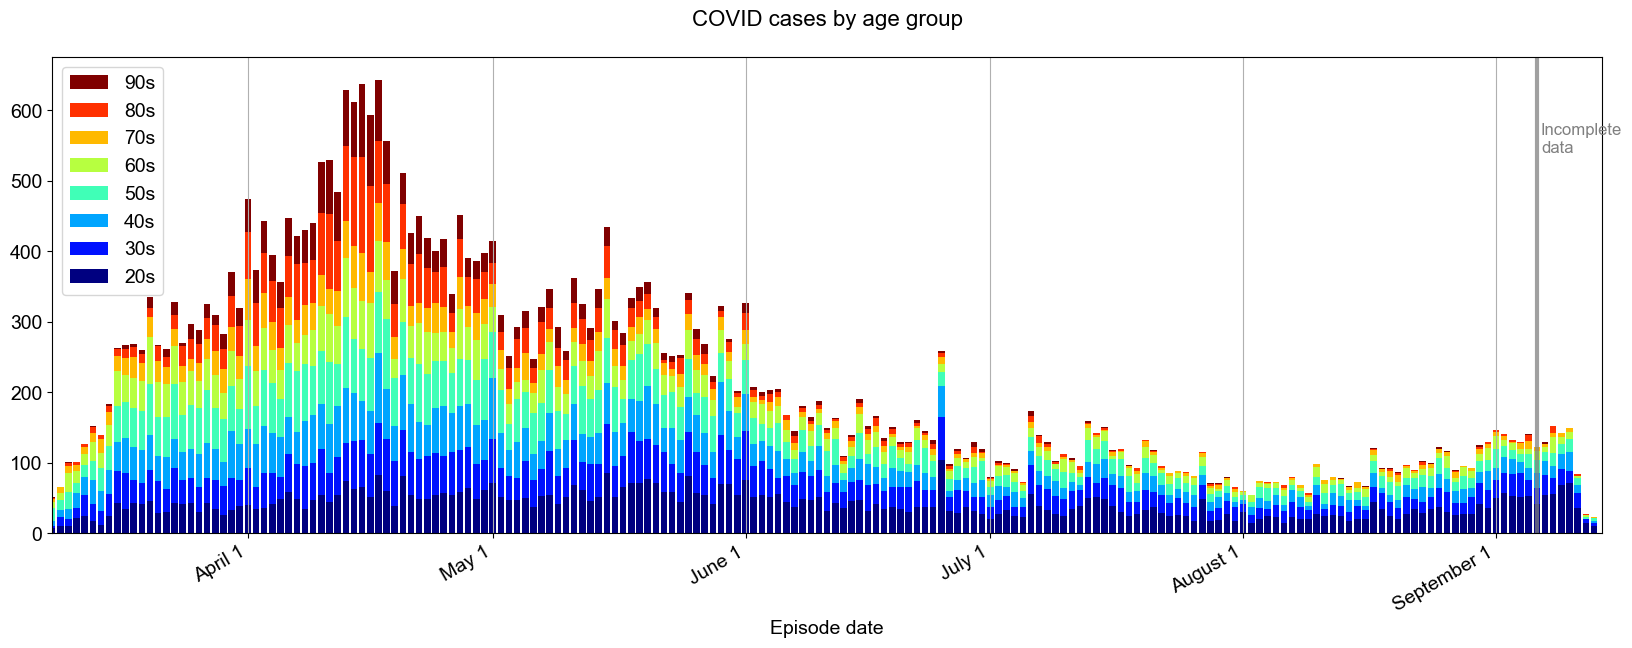 COVID cases by age group
600
500
400
300
200
100
0
90s
80s
70s
60s
50s
40s
30s
20s
Incomplete
data
April 1
May 1
June 1
July 1
August 1
September 1
Episode date